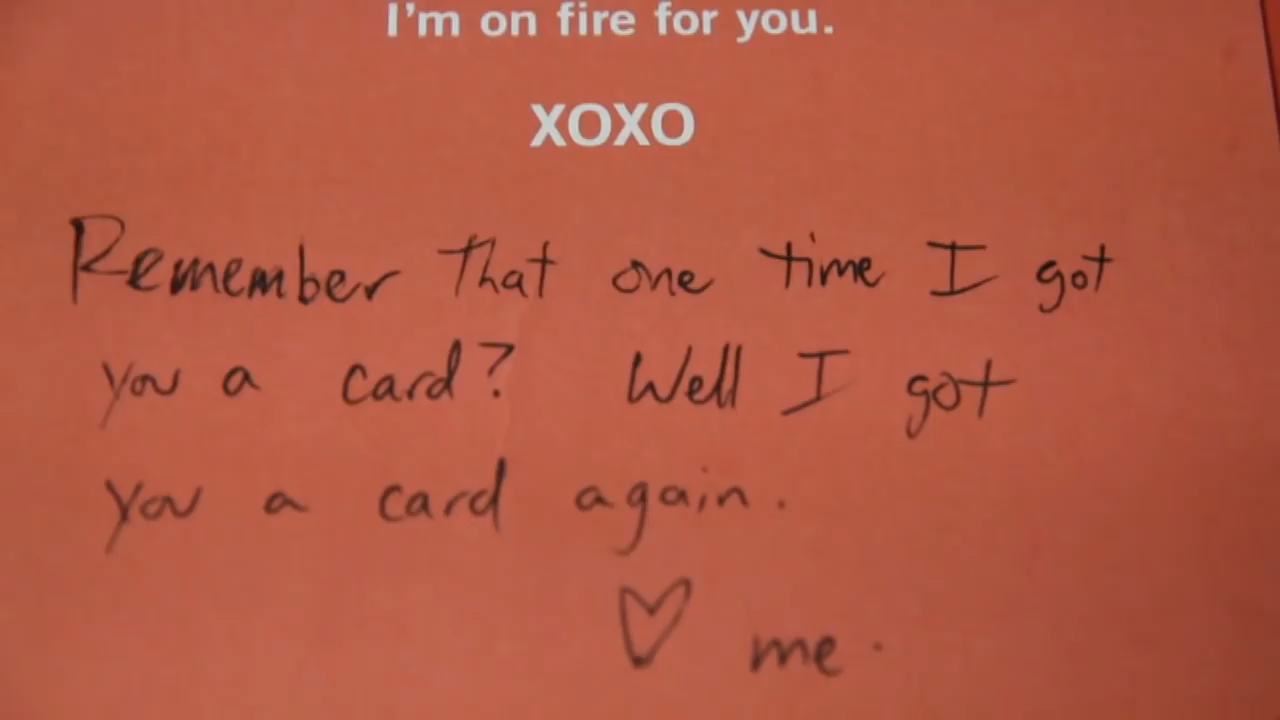 I'm on fire for you.
XOXO
Remember that one time I got
you a card? Well I got
you a card again.
♡ me.